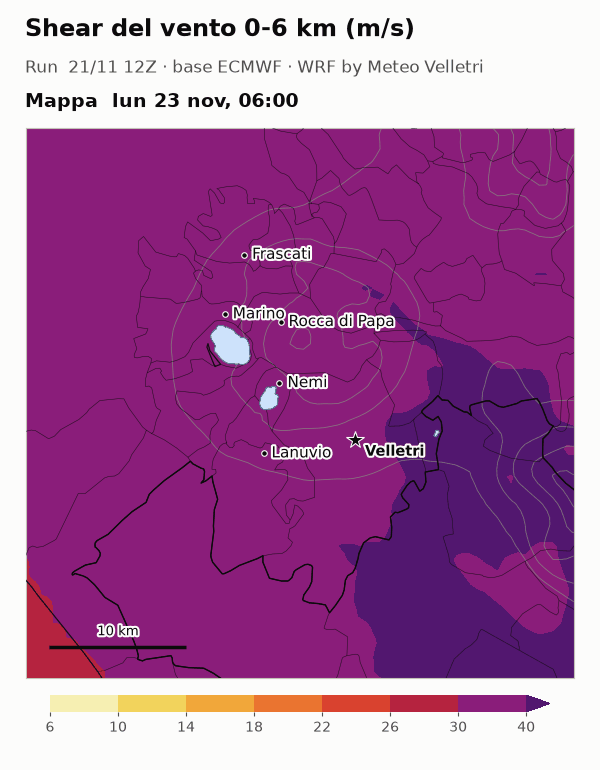 Shear del vento 0-6 km (m/s)
Run  21/11 12Z · base ECMWF · WRF by Meteo Velletri
Mappa  lun 23 nov, 06:00
Frascati
Marino
Rocca di Papa
Nemi
Velletri
Lanuvio
10 km
6 10 14 18 22 26 30 40